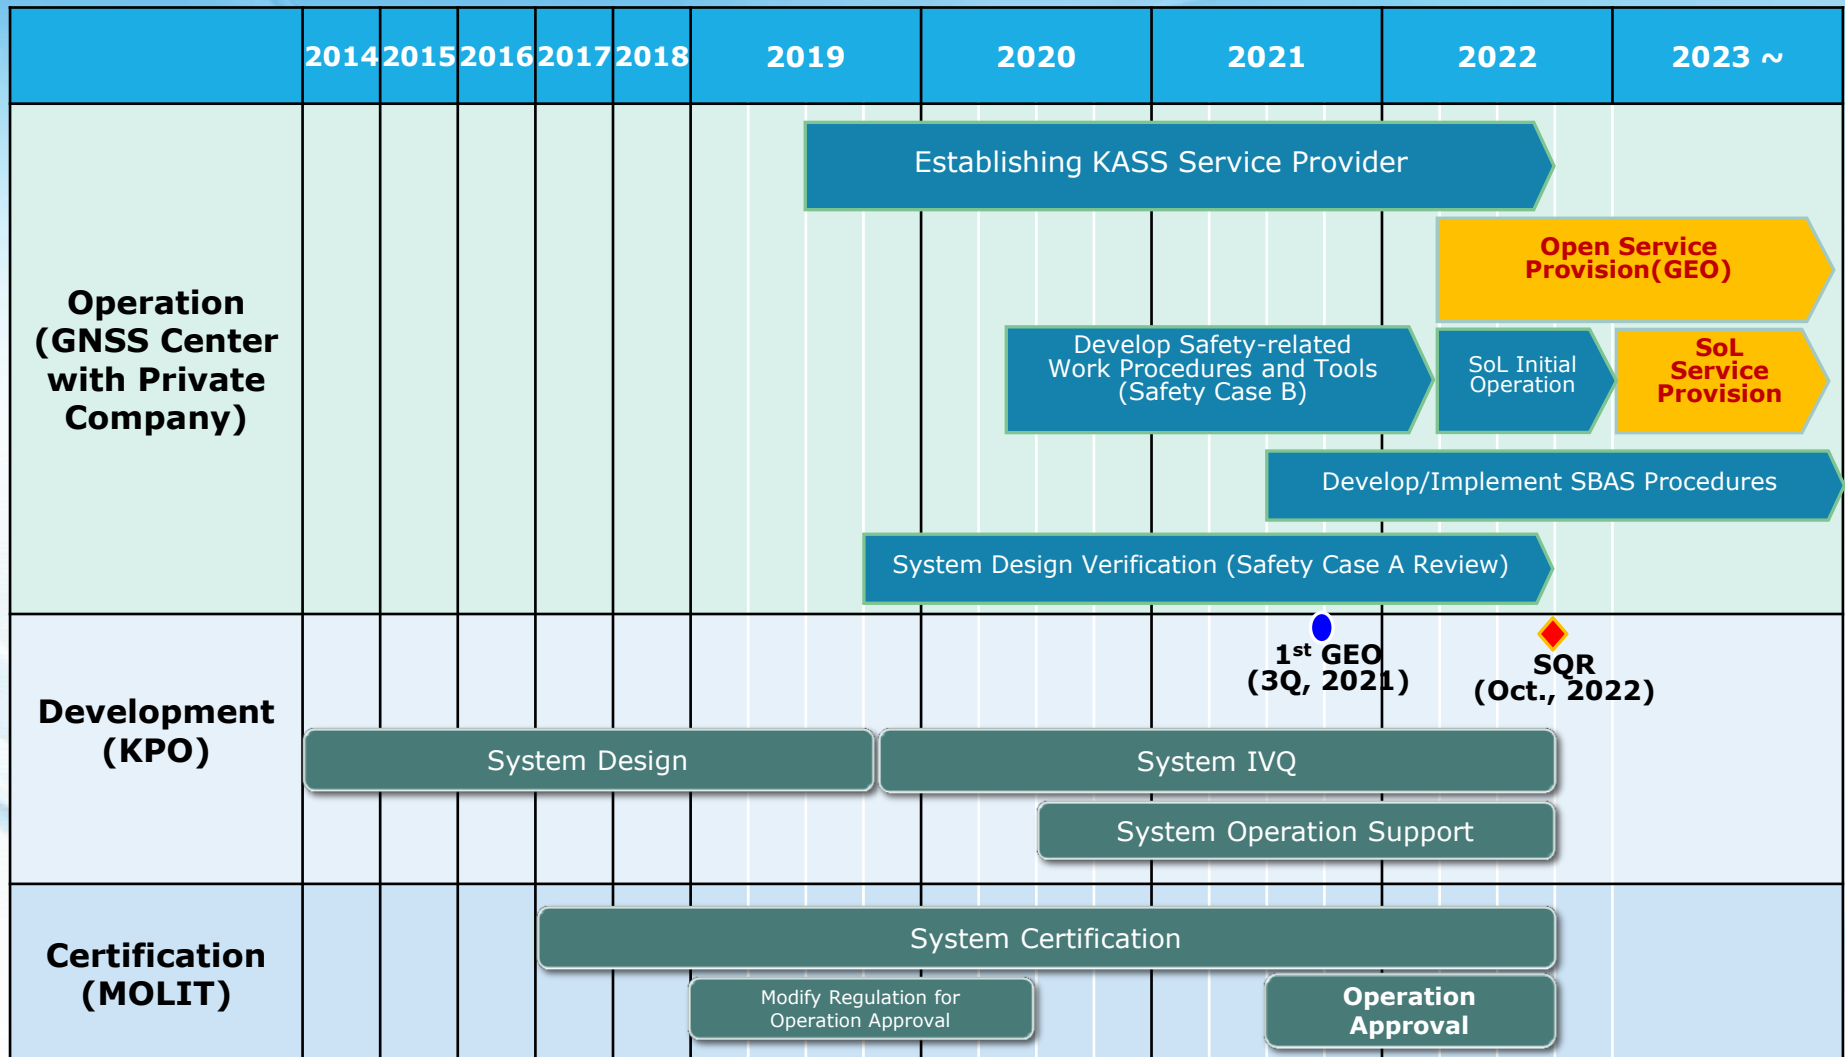 2014 2015 2016 2017 2018 2019 2020 2021 2022 2023 ~
Operation
(GNSS Center
with Private
Company)
Establishing KASS Service Provider
Open Service
Provision(GEO)
Develop Safety-related
Work Procedures and Tools
(Safety Case B)
SoL Initial
Operation
SoL
Service
Provision
Develop/Implement SBAS Procedures
System Design Verification (Safety Case A Review)
Development
(KPO)
1st GEO
(3Q, 2021)
SQR
(Oct., 2022)
System Design
System IVQ
System Operation Support
Certification
(MOLIT)
System Certification
Modify Regulation for
Operation Approval
Operation
Approval